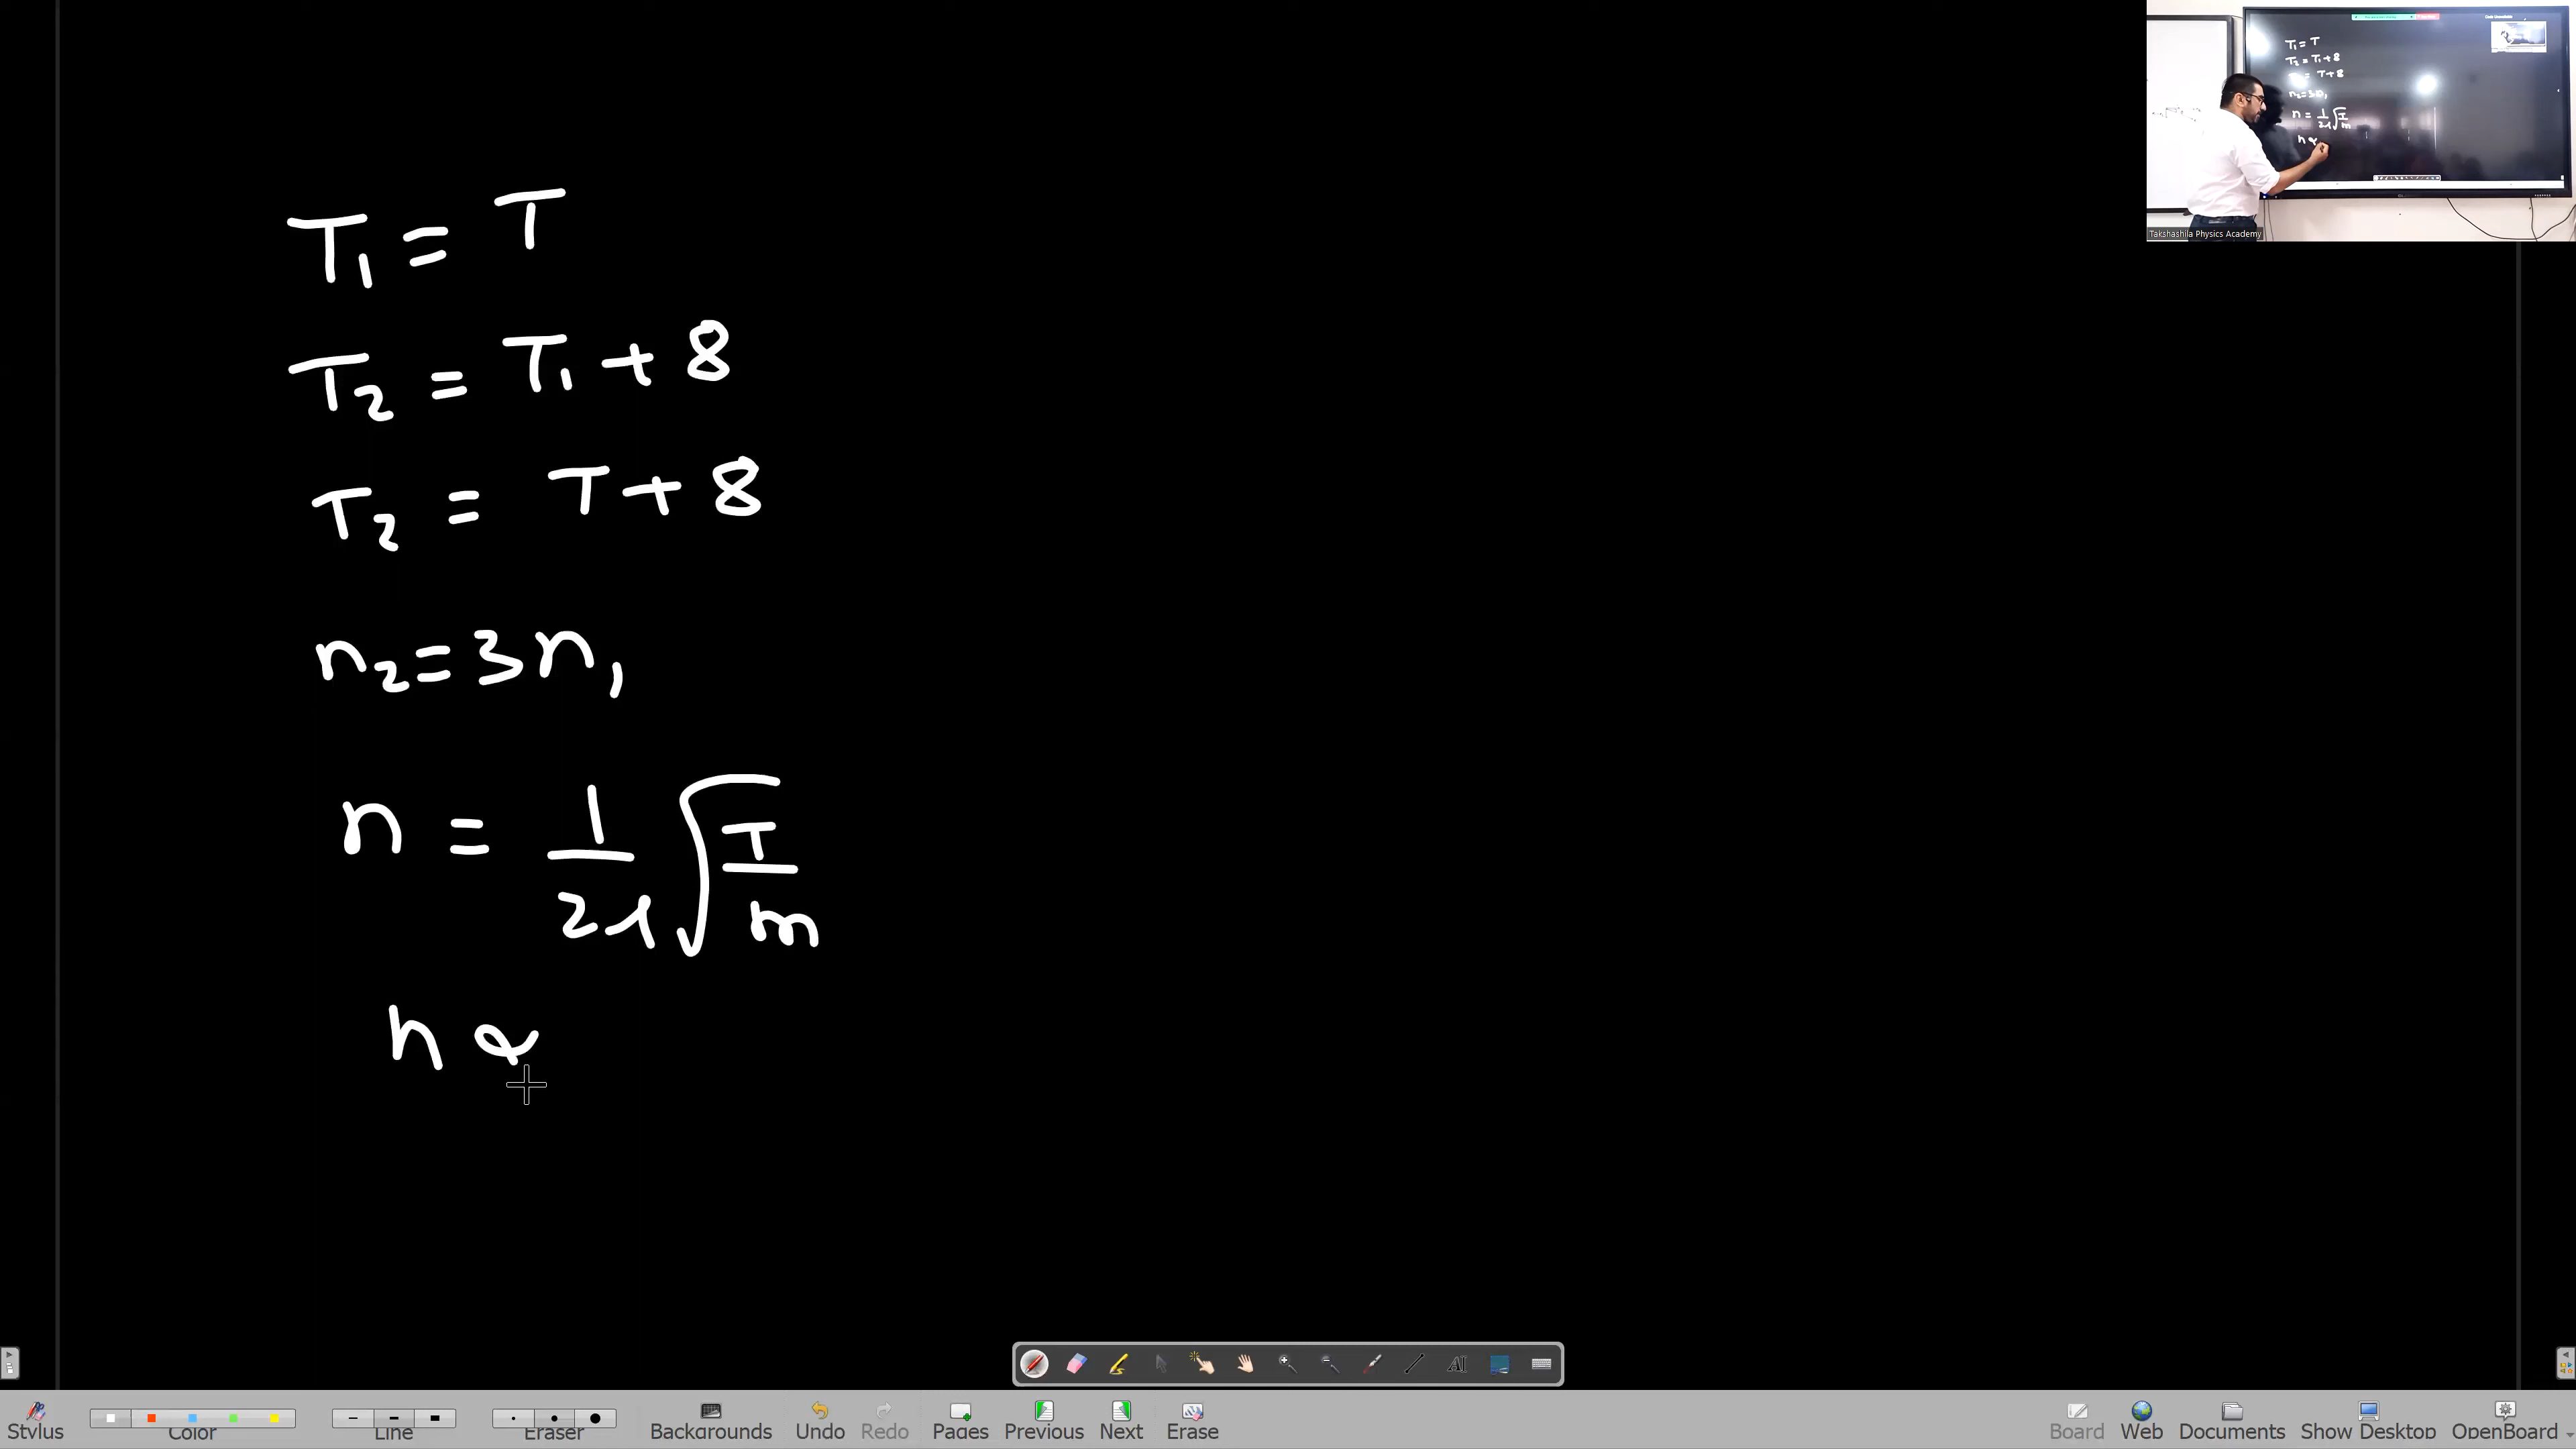 T₁ = T
T₂ = T₁ + 8
T₂ = T + 8
n₂ = 3n₁
n = 1/2l √T/m
n ∝
Takshashila Physics Academy
Stylus
Color
Line
Eraser
Backgrounds
Undo
Redo
Pages
Previous
Next
Erase
Board
Web
Documents
Show Desktop
OpenBoard